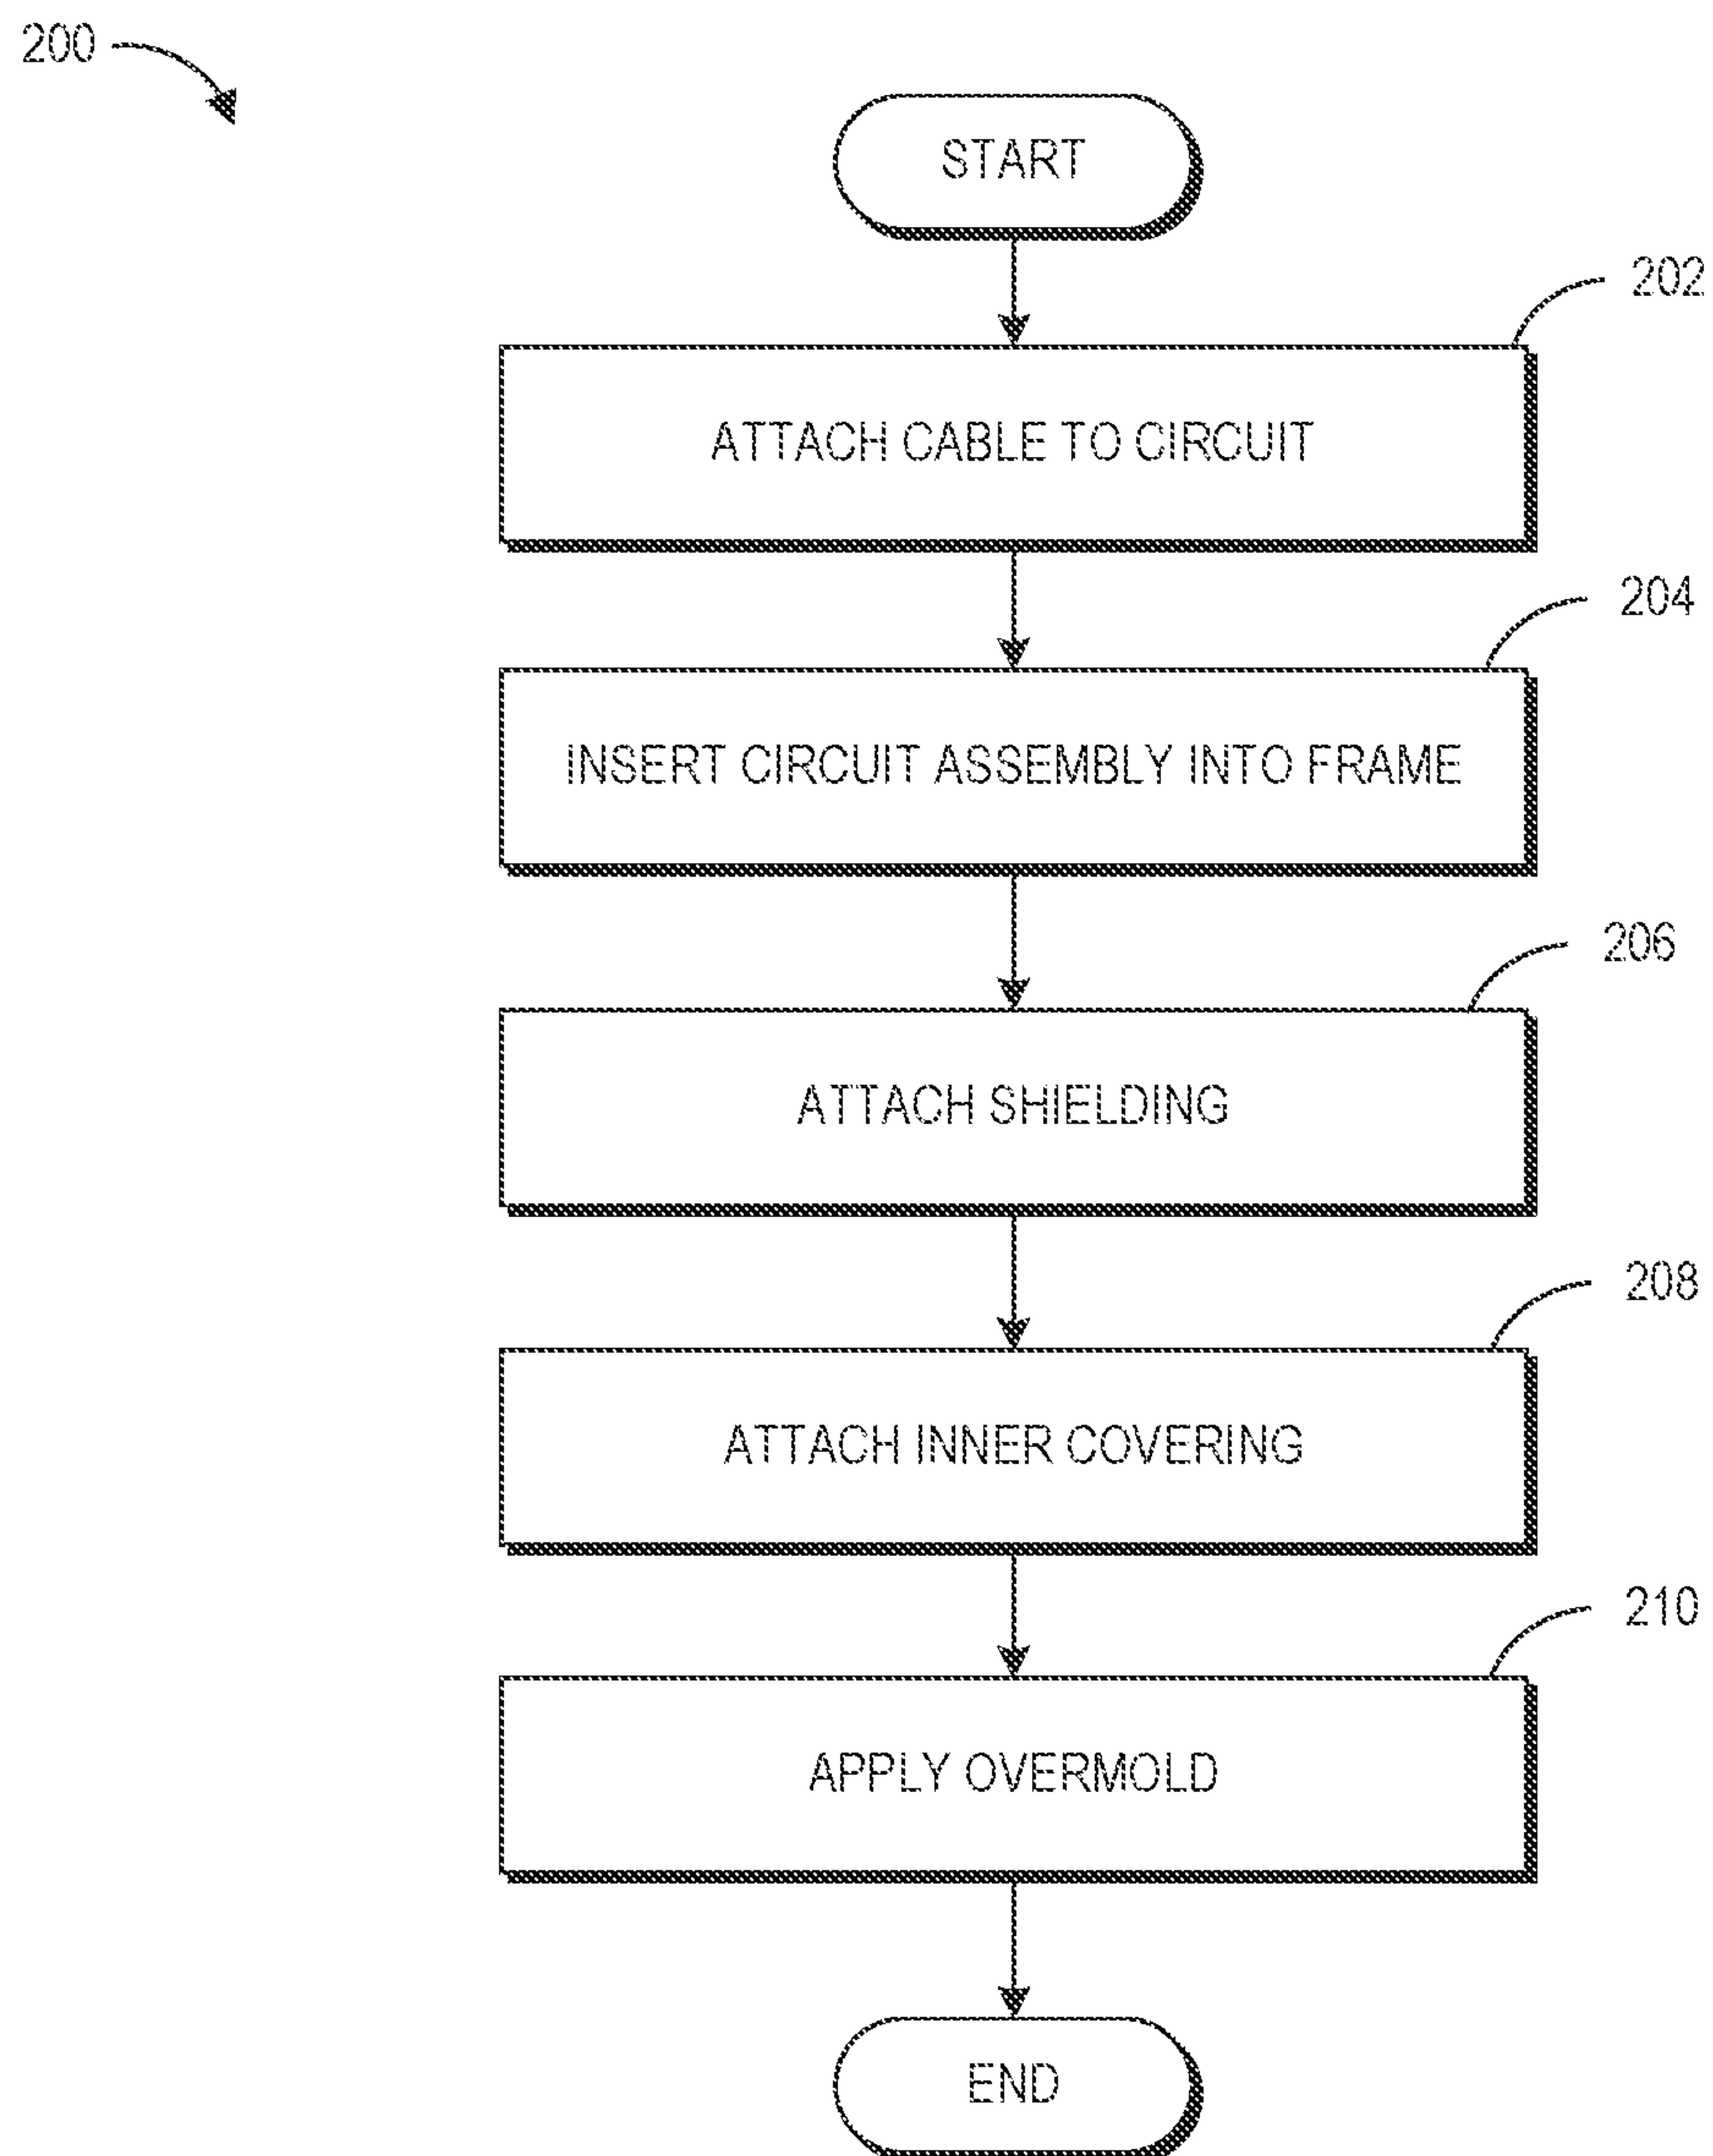 200
START
202
ATTACH CABLE TO CIRCUIT
204
INSERT CIRCUIT ASSEMBLY INTO FRAME
206
ATTACH SHIELDING
208
ATTACH INNER COVERING
210
APPLY OVERMOLD
END